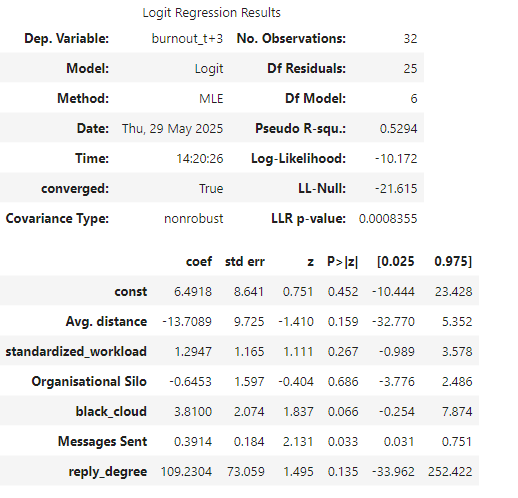 Logit Regression Results
Dep. Variable: burnout_t+3 No. Observations: 32
Model: Logit Df Residuals: 25
Method: MLE Df Model: 6
Date: Thu, 29 May 2025 Pseudo R-squ.: 0.5294
Time: 14:20:26 Log-Likelihood: -10.172
converged: True LL-Null: -21.615
Covariance Type: nonrobust LLR p-value: 0.0008355
coef std err z P>|z| [0.025 0.975]
const 6.4918 8.641 0.751 0.452 -10.444 23.428
Avg. distance -13.7089 9.725 -1.410 0.159 -32.770 5.352
standardized_workload 1.2947 1.165 1.111 0.267 -0.989 3.578
Organisational Silo -0.6453 1.597 -0.404 0.686 -3.776 2.486
black_cloud 3.8100 2.074 1.837 0.066 -0.254 7.874
Messages Sent 0.3914 0.184 2.131 0.033 0.031 0.751
reply_degree 109.2304 73.059 1.495 0.135 -33.962 252.422